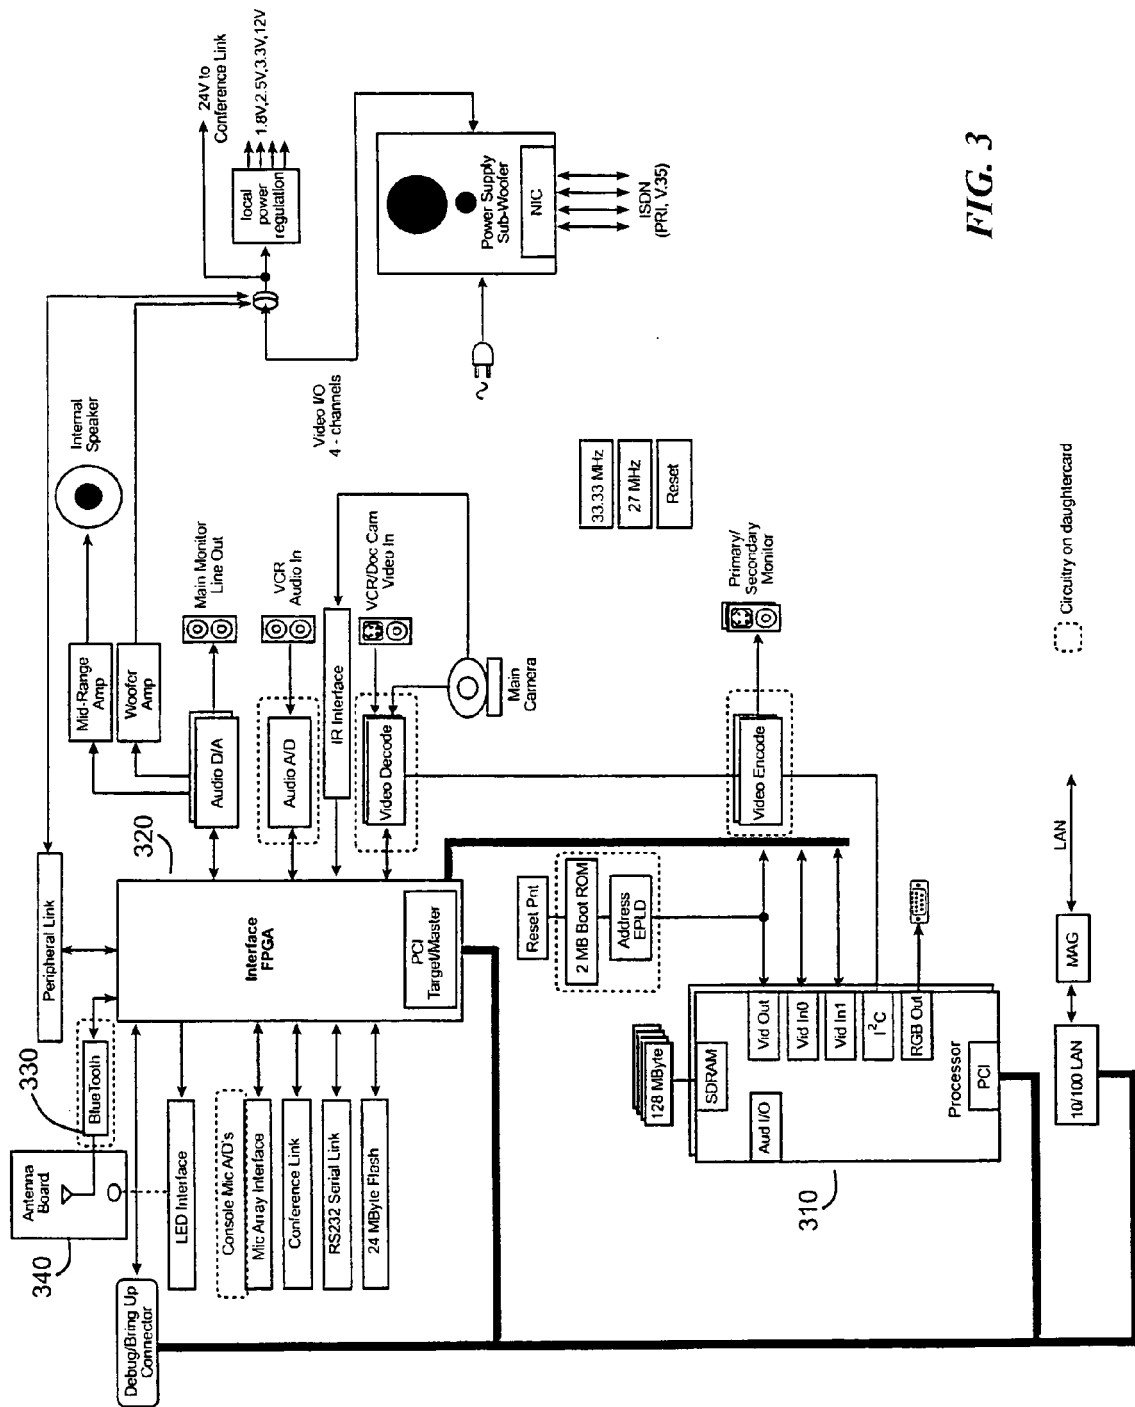 340
Antenna
Board
330
BlueTooth
Peripheral Link
Debug/Bring Up
Connector
LED Interface
Console Mic A/D's
Mic Array Interface
Conference Link
RS232 Serial Link
24 MByte Flash
320
Interface
FPGA
PCI
Target/Master
Mid-Range
Amp
Woofer
Amp
Audio D/A
Audio A/D
IR Interface
Video Decode
Internal
Speaker
Main Monitor
Line Out
VCR
Audio In
VCR/Doc Cam
Video In
Main
Camera
Video I/O
4 - channels
24V to
Conference Link
local
power
regulation
1.8V,2.5V,3.3V,12V
Power Supply
Sub-Woofer
NIC
ISDN
(PRI, V.35)
~
33.33 MHz
27 MHz
Reset
Reset Pnt
2 MB Boot ROM
Address
EPLD
Video Encode
Primary/
Secondary
Monitor
128 MByte
SDRAM
Aud I/O
Vid Out
Vid In0
Vid In1
I²C
RGB Out
Processor
PCI
310
10/100 LAN
MAG
LAN
Circuitry on daughtercard
FIG. 3